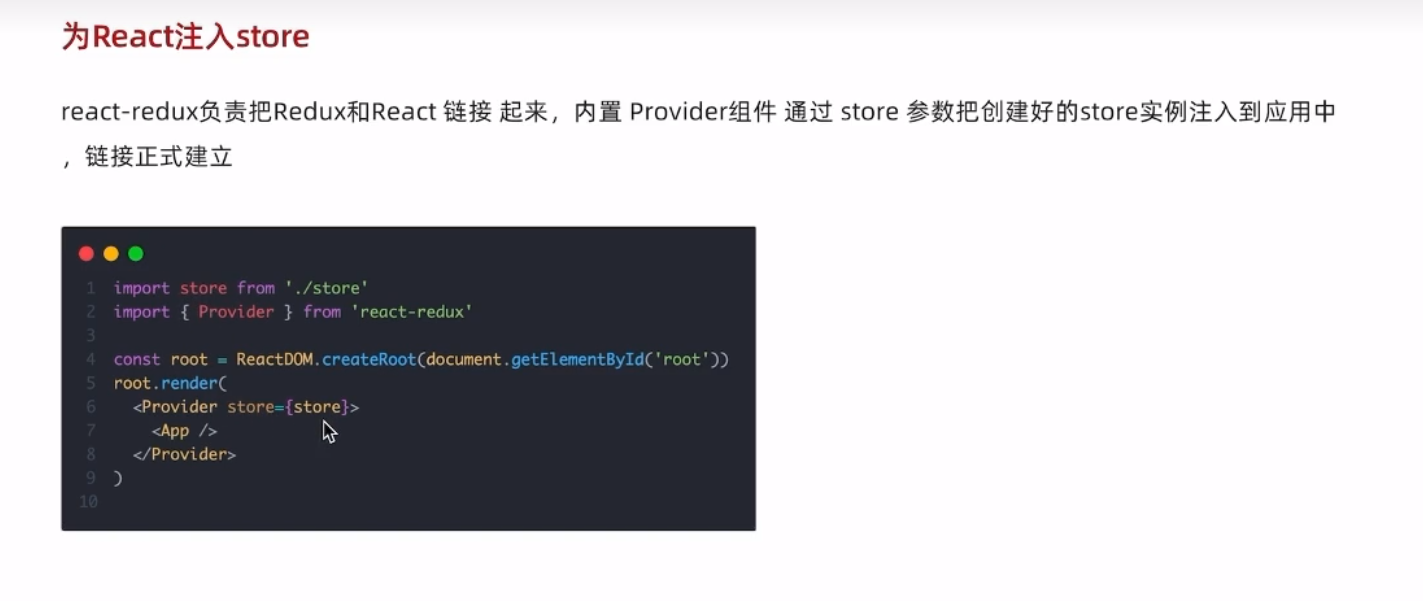 为React注入store
react-redux负责把Redux和React 链接 起来，内置 Provider组件 通过 store 参数把创建好的store实例注入到应用中
，链接正式建立
1 import store from './store'
2 import { Provider } from 'react-redux'
3
4 const root = ReactDOM.createRoot(document.getElementById('root'))
5 root.render(
6   <Provider store={store}>
7     <App />
8   </Provider>
9 )
10